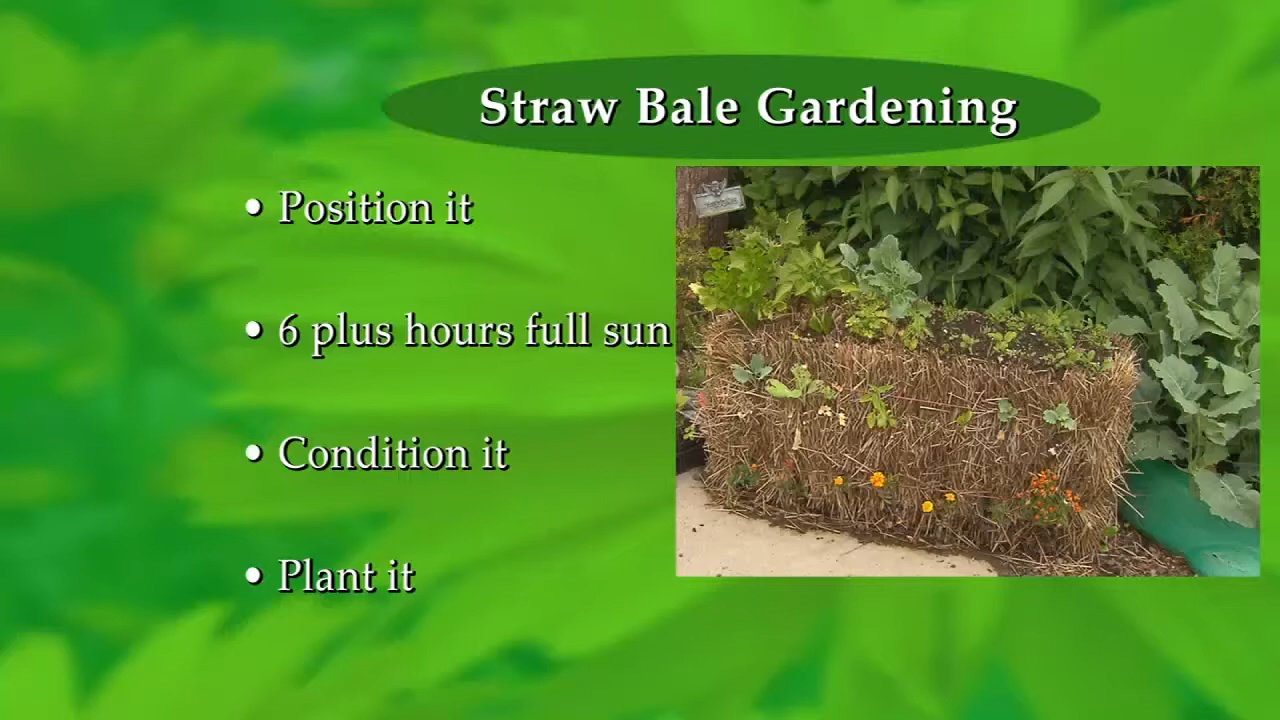 Straw Bale Gardening
• Position it
• 6 plus hours full sun
• Condition it
• Plant it